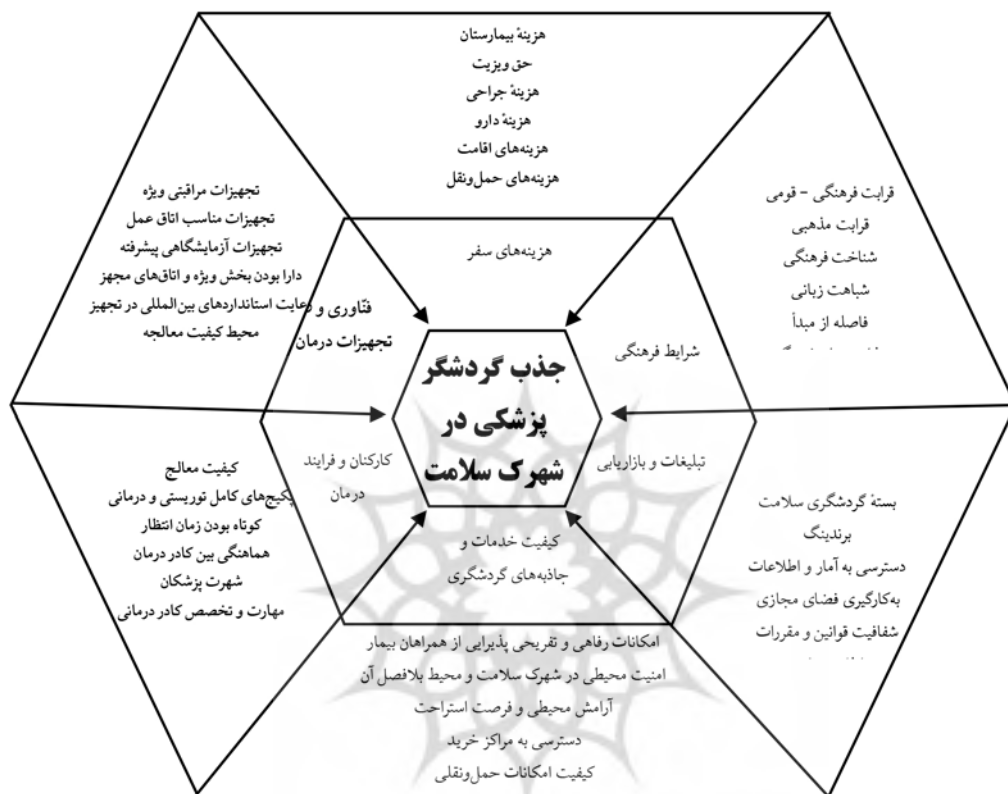 هزینهٔ بیمارستان
حق ویزیت
هزینهٔ جراحی
هزینهٔ دارو
هزینه‌های اقامت
هزینه‌های حمل‌ونقل
هزینه‌های سفر
قرابت فرهنگی - قومی
قرابت مذهبی
شناخت فرهنگی
شباهت زبانی
فاصله از مبدأ
شرایط فرهنگی
تجهیزات مراقبتی ویژه
تجهیزات مناسب اتاق عمل
تجهیزات آزمایشگاهی پیشرفته
دارا بودن بخش ویژه و اتاق‌های مجهز
رعایت استانداردهای بین‌المللی در تجهیز
محیط کیفیت معالجه
فنّاوری و
تجهیزات درمان
جذب گردشگر
پزشکی در
شهرک سلامت
تبلیغات و بازاریابی
بستهٔ گردشگری سلامت
برندینگ
دسترسی به آمار و اطلاعات
به‌کارگیری فضای مجازی
شفافیت قوانین و مقررات
کارکنان و فرایند
درمان
کیفیت معالج
پکیج‌های کامل توریستی و درمانی
کوتاه بودن زمان انتظار
هماهنگی بین کادر درمان
شهرت پزشکان
مهارت و تخصص کادر درمانی
کیفیت خدمات و
جاذبه‌های گردشگری
امکانات رفاهی و تفریحی پذیرایی از همراهان بیمار
امنیت محیطی در شهرک سلامت و محیط بلافصل آن
آرامش محیطی و فرصت استراحت
دسترسی به مراکز خرید
کیفیت امکانات حمل‌ونقلی